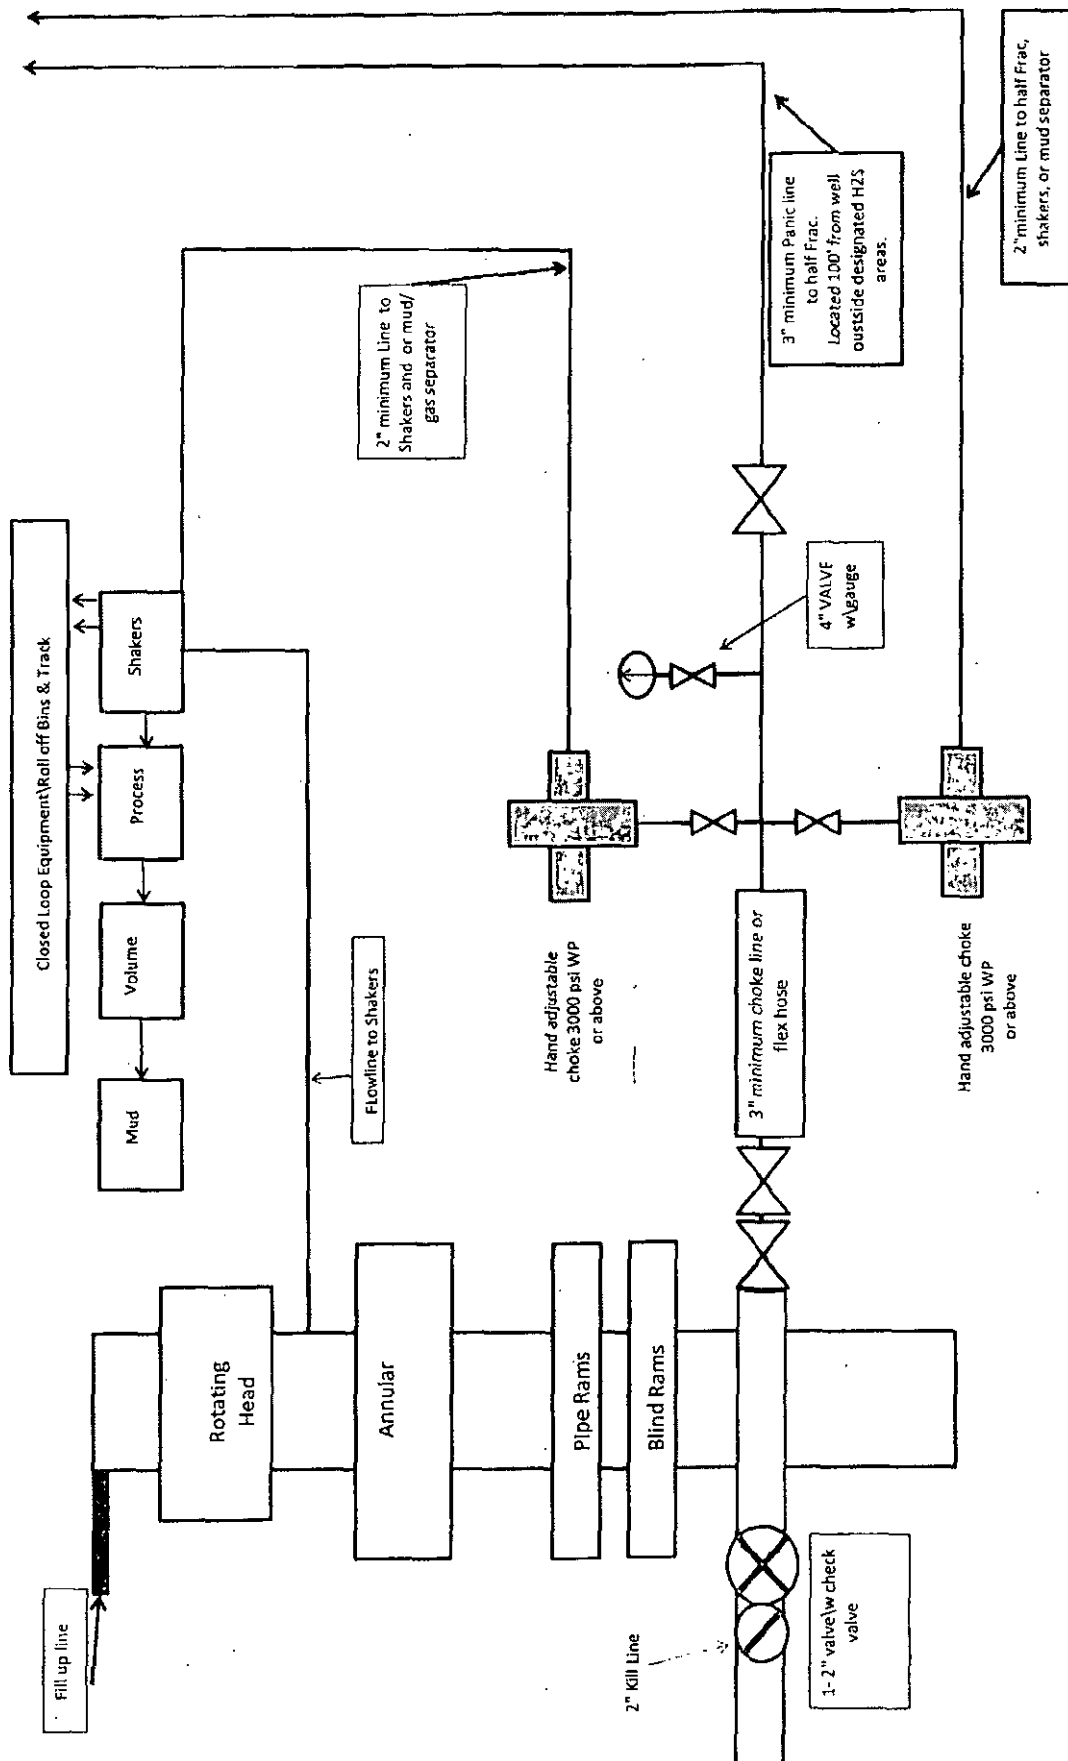 Fill up line
Rotating
Head
Annular
Pipe Rams
Blind Rams
2" Kill Line
1- 2" valve\w check
valve
Closed Loop Equipment\Roll off Bins & Track
Mud
Volume
Process
Shakers
FLowline to Shakers
2" minimum Line to
Shakers and or mud/
gas separator
Hand adjustable
choke 3000 psi WP
or above
3" minimum choke line or
flex hose
Hand adjustable choke
3000 psi WP
or above
4" VALVE
w\gauge
3" minimum Panic line
to half Frac.
Located 100' from well
oustside designated H2S
areas.
2"minimum Line to half Frac,
shakers, or mud separator